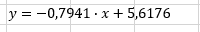 y = −0,7941 · x + 5,6176